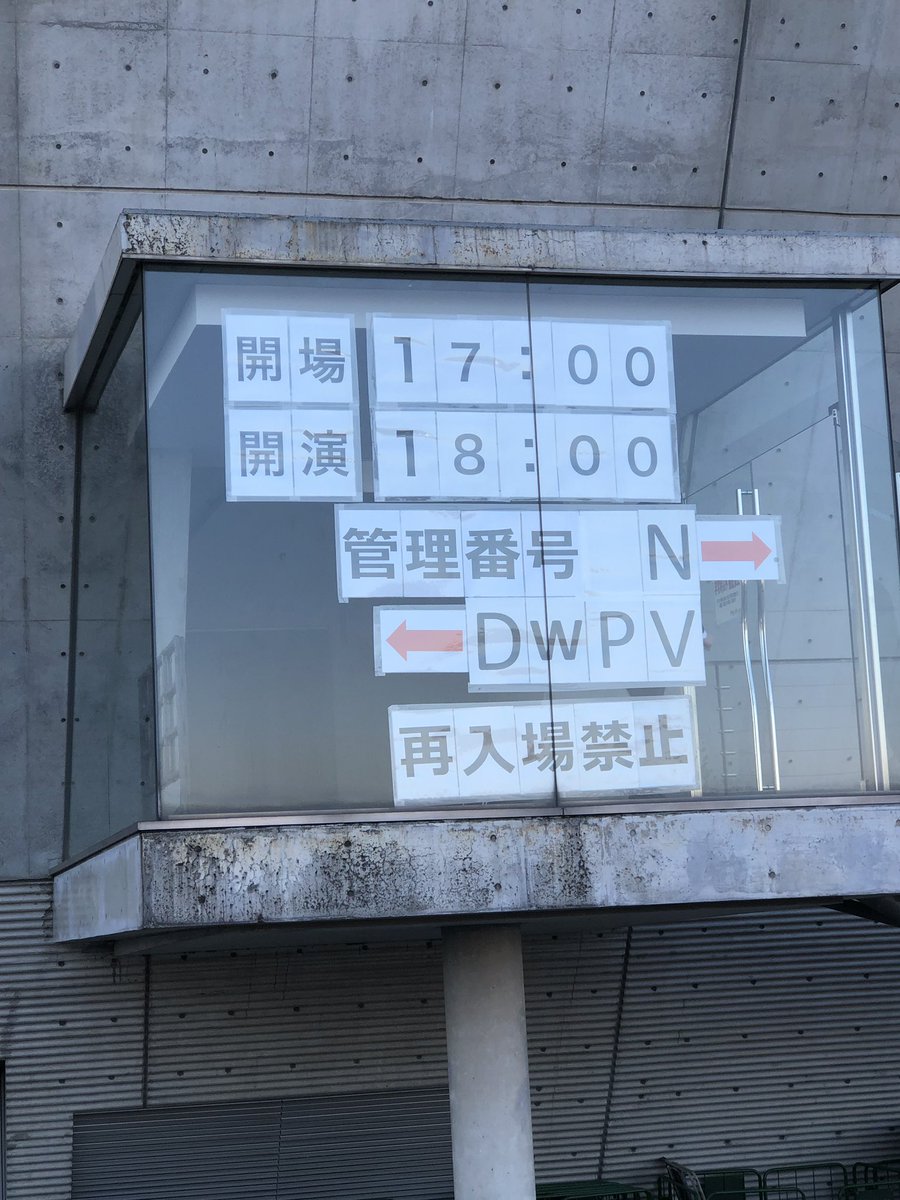 開場 17:00
開演 18:00
管理番号 N→
←DwPV
再入場禁止